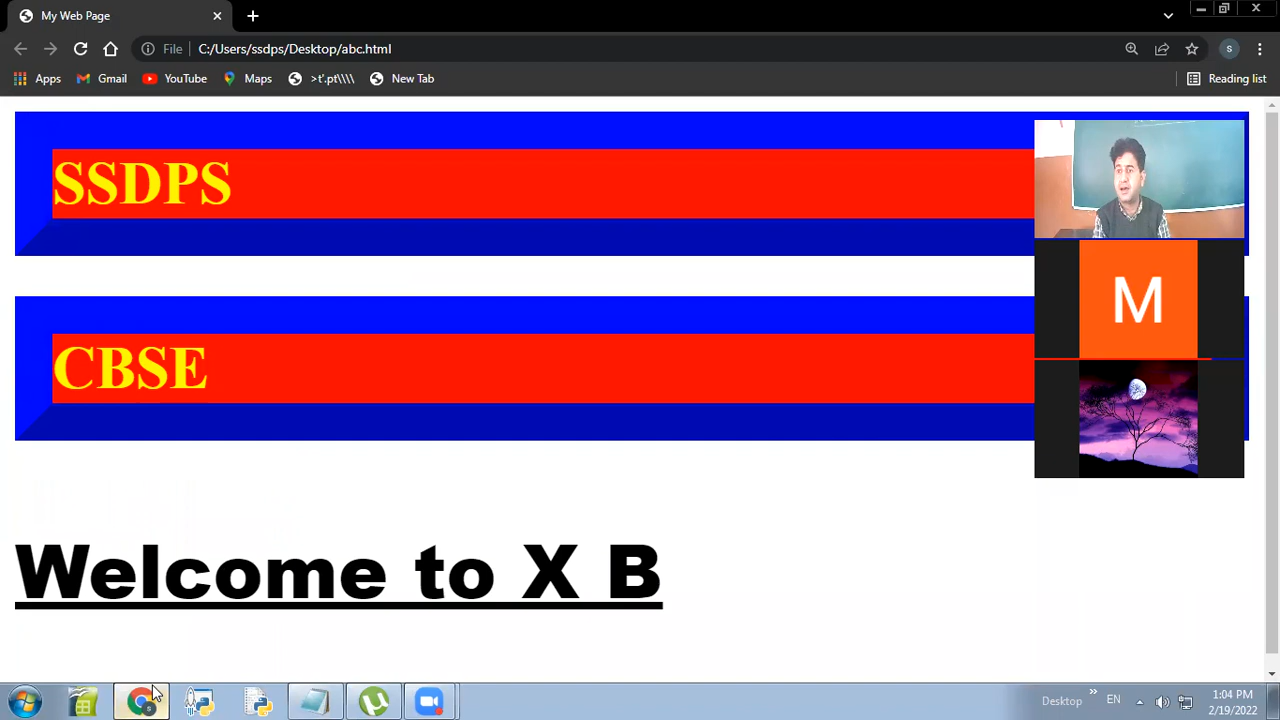 My Web Page
File C:/Users/ssdps/Desktop/abc.html
S
Apps Gmail YouTube Maps >t'.pt\\\\ New Tab Reading list
SSDPS
CBSE
M
Welcome to X B
Desktop EN 1:04 PM
2/19/2022